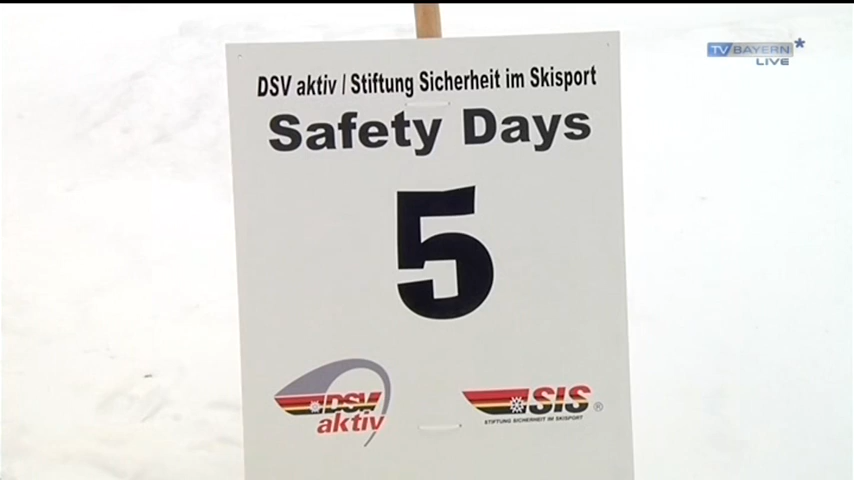 TV BAYERN
LIVE
DSV aktiv / Stiftung Sicherheit im Skisport
Safety Days
5
DSV
aktiv
SIS®
STIFTUNG SICHERHEIT IM SKISPORT